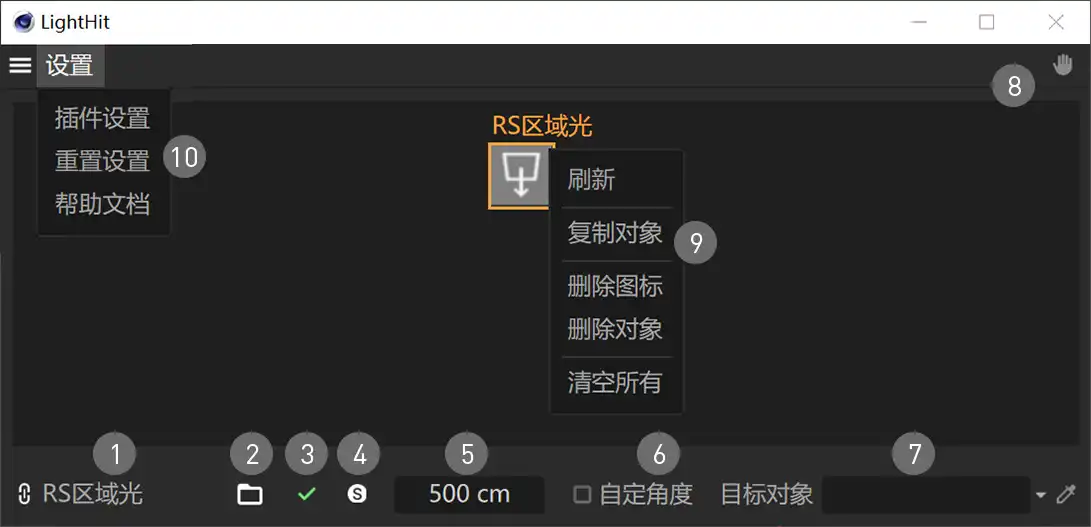 LightHit
设置
8
插件设置
重置设置
帮助文档
10
RS区域光
刷新
复制对象
9
删除图标
删除对象
清空所有
1 2 3 4 5 6 7
RS区域光 S 500 cm 自定角度 目标对象